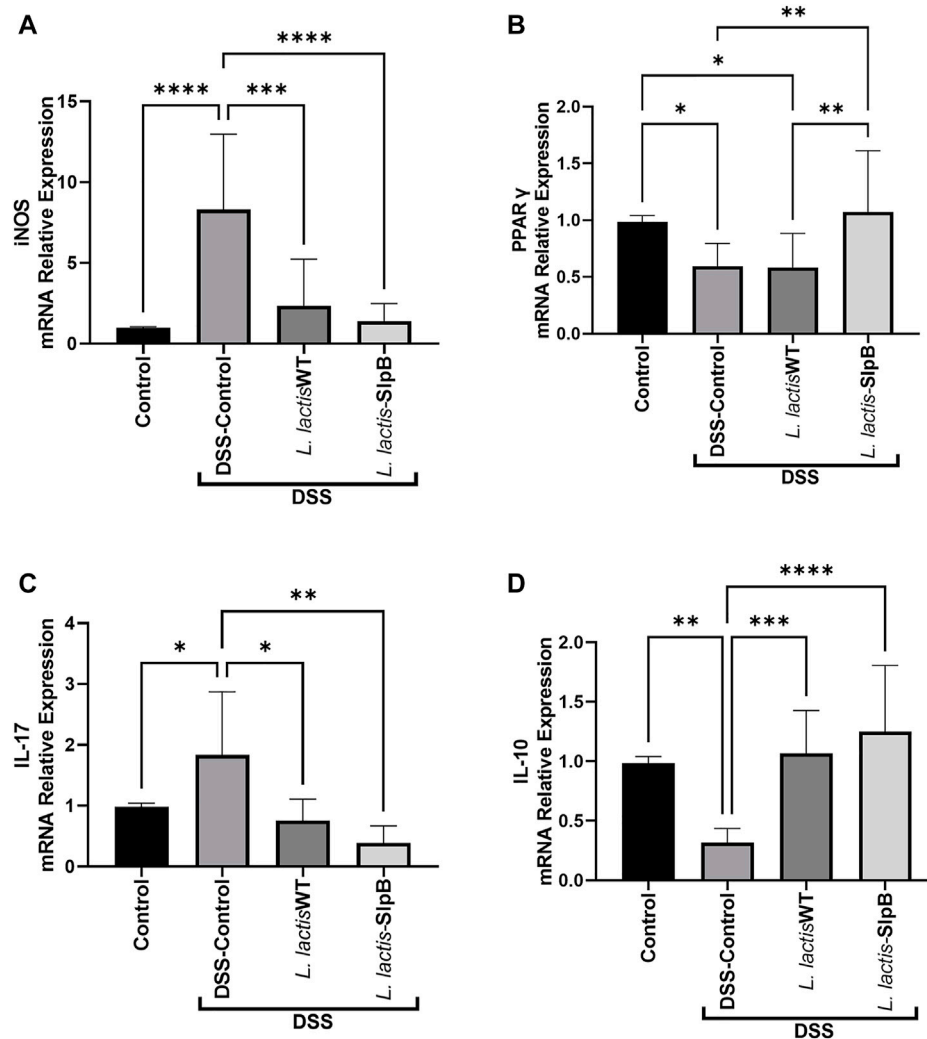 A
****
****
***
15
10
5
0
iNOS
mRNA Relative Expression
Control
DSS-Control
L. lactisWT
L. lactis-SlpB
DSS
B
**
*
*
**
2.0
1.5
1.0
0.5
0.0
PPAR γ
mRNA Relative Expression
Control
DSS-Control
L. lactisWT
L. lactis-SlpB
DSS
C
**
*
*
4
3
2
1
0
IL-17
mRNA Relative Expression
Control
DSS-Control
L. lactisWT
L. lactis-SlpB
DSS
D
****
**
***
2.0
1.5
1.0
0.5
0.0
IL-10
mRNA Relative Expression
Control
DSS-Control
L. lactisWT
L. lactis-SlpB
DSS